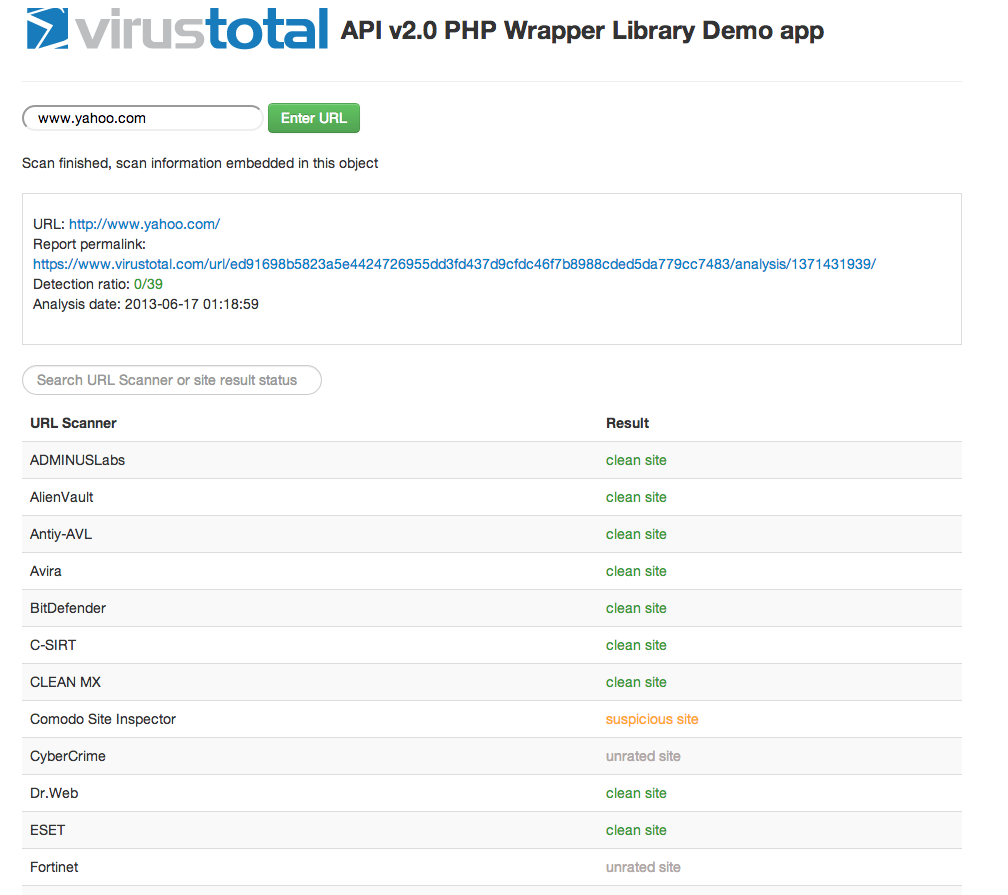 virustotal API v2.0 PHP Wrapper Library Demo app
www.yahoo.com Enter URL
Scan finished, scan information embedded in this object
URL: http://www.yahoo.com/
Report permalink:
https://www.virustotal.com/url/ed91698b5823a5e4424726955dd3fd437d9cfdc46f7b8988cded5da779cc7483/analysis/1371431939/
Detection ratio: 0/39
Analysis date: 2013-06-17 01:18:59
Search URL Scanner or site result status
URL Scanner Result
ADMINUSLabs clean site
AlienVault clean site
Antiy-AVL clean site
Avira clean site
BitDefender clean site
C-SIRT clean site
CLEAN MX clean site
Comodo Site Inspector suspicious site
CyberCrime unrated site
Dr.Web clean site
ESET clean site
Fortinet unrated site